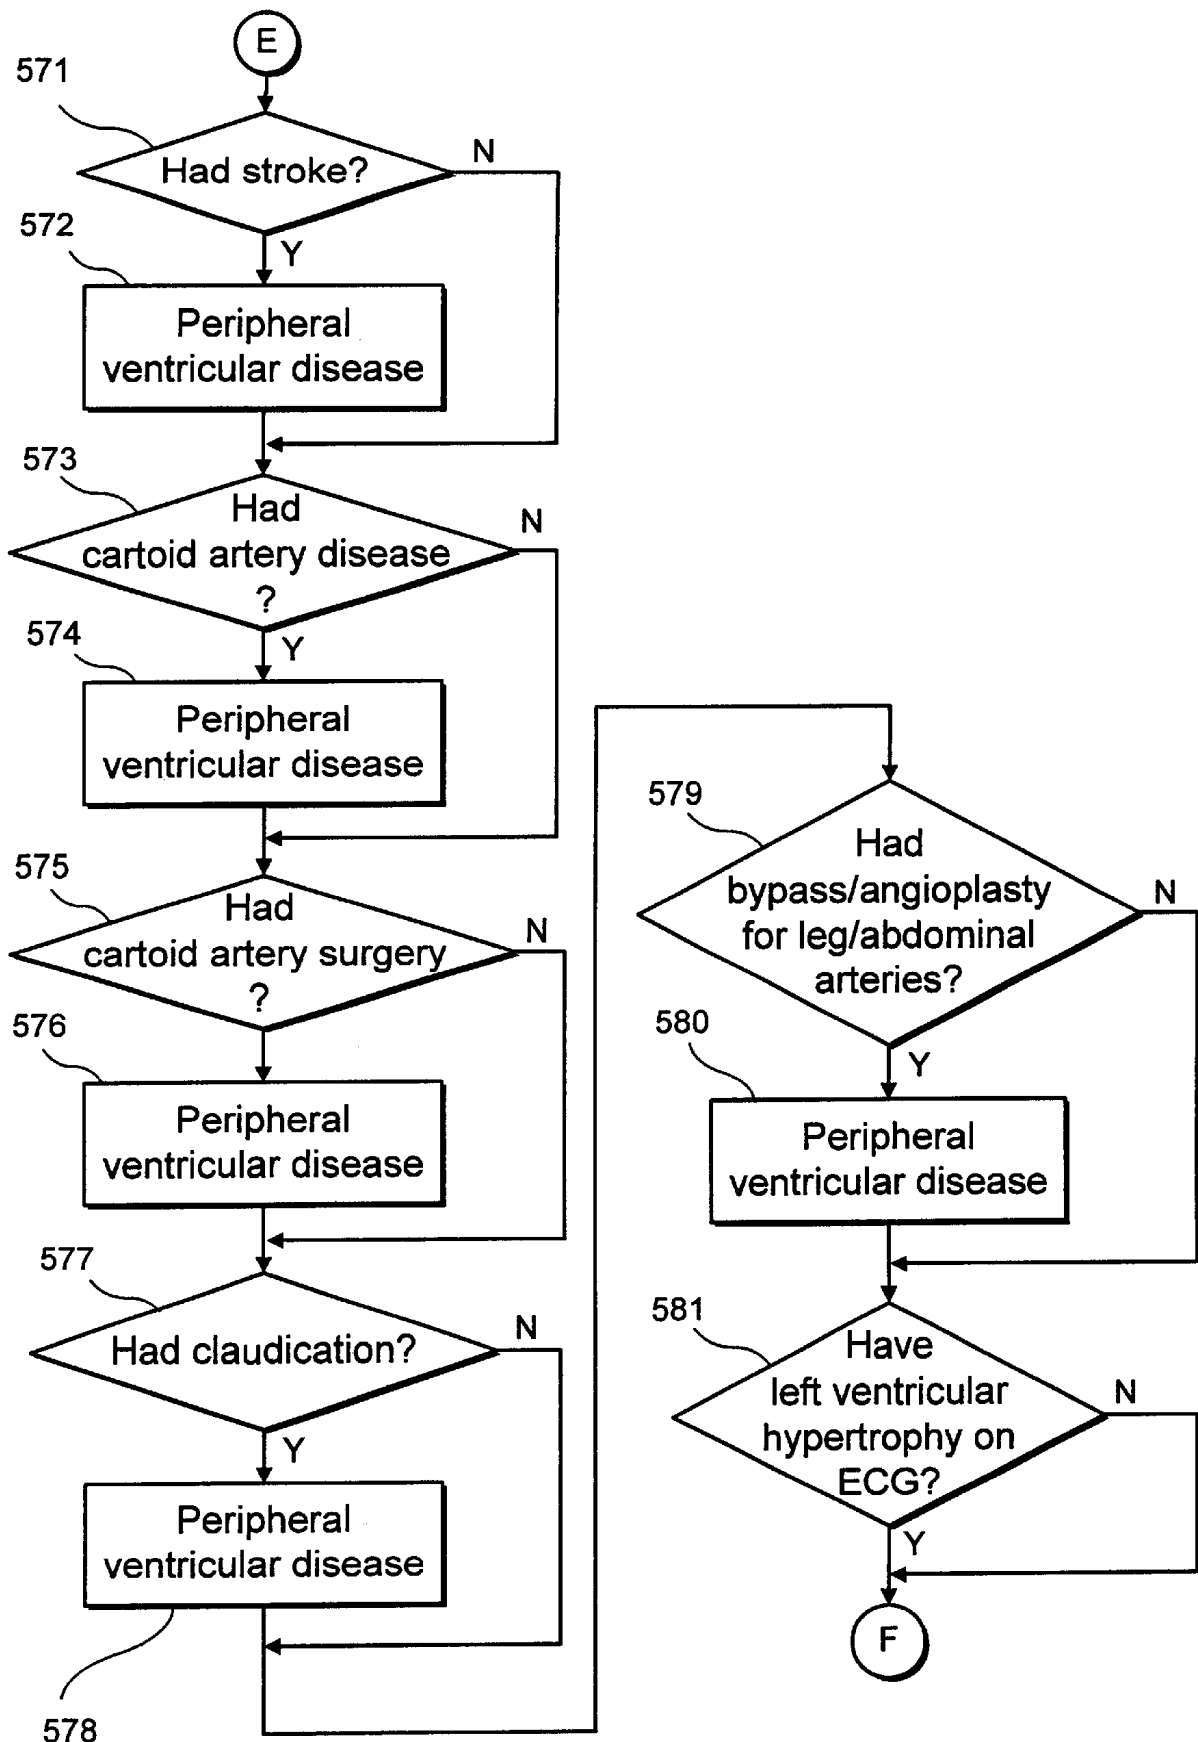 E
571
Had stroke?
N
Y
572
Peripheral
ventricular disease
573
Had
cartoid artery disease
?
N
Y
574
Peripheral
ventricular disease
575
Had
cartoid artery surgery
?
N
576
Peripheral
ventricular disease
577
Had claudication?
N
Y
Peripheral
ventricular disease
578
579
Had
bypass/angioplasty
for leg/abdominal
arteries?
N
Y
580
Peripheral
ventricular disease
581
Have
left ventricular
hypertrophy on
ECG?
N
Y
F